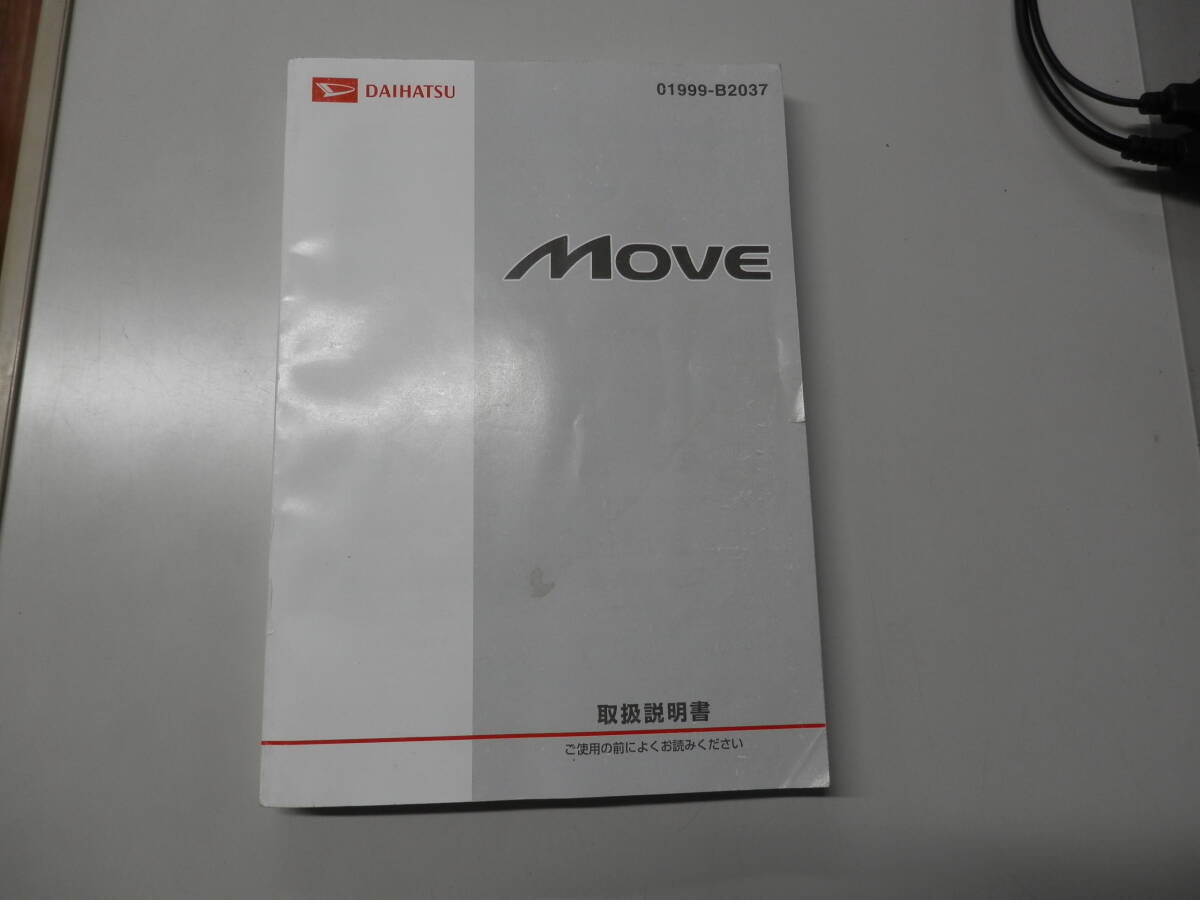 DAIHATSU
01999-B2037
MOVE
取扱説明書
ご使用の前によくお読みください